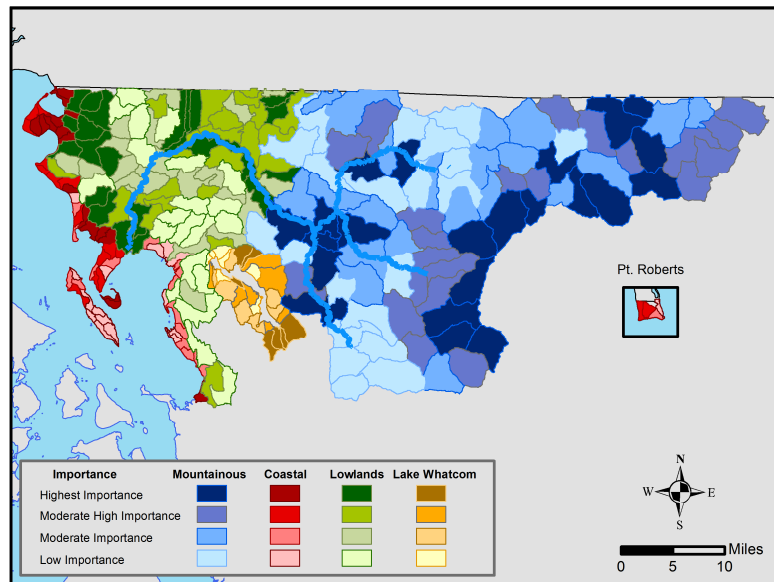 Pt. Roberts
Importance Mountainous Coastal Lowlands Lake Whatcom
Highest Importance
Moderate High Importance
Moderate Importance
Low Importance
N
W E
S
Miles
0 5 10